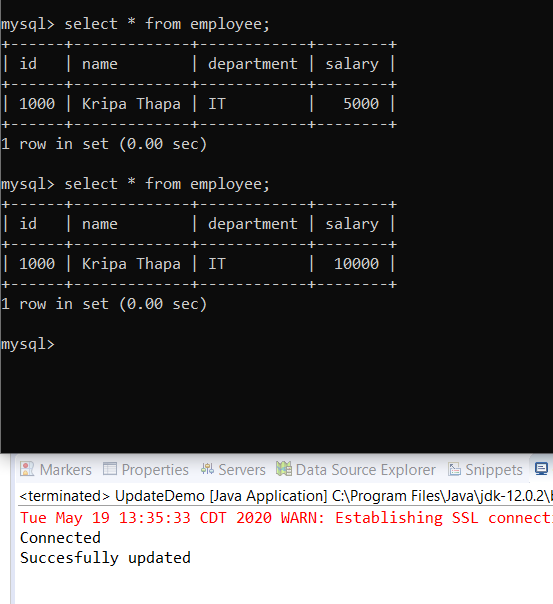 mysql> select * from employee;
+------+-------------+------------+--------+
| id   | name        | department | salary |
+------+-------------+------------+--------+
| 1000 | Kripa Thapa | IT         |   5000 |
+------+-------------+------------+--------+
1 row in set (0.00 sec)
mysql> select * from employee;
+------+-------------+------------+--------+
| id   | name        | department | salary |
+------+-------------+------------+--------+
| 1000 | Kripa Thapa | IT         |  10000 |
+------+-------------+------------+--------+
1 row in set (0.00 sec)
mysql>
Markers Properties Servers Data Source Explorer Snippets
<terminated> UpdateDemo [Java Application] C:\Program Files\Java\jdk-12.0.2\b
Tue May 19 13:35:33 CDT 2020 WARN: Establishing SSL connecti
Connected
Succesfully updated